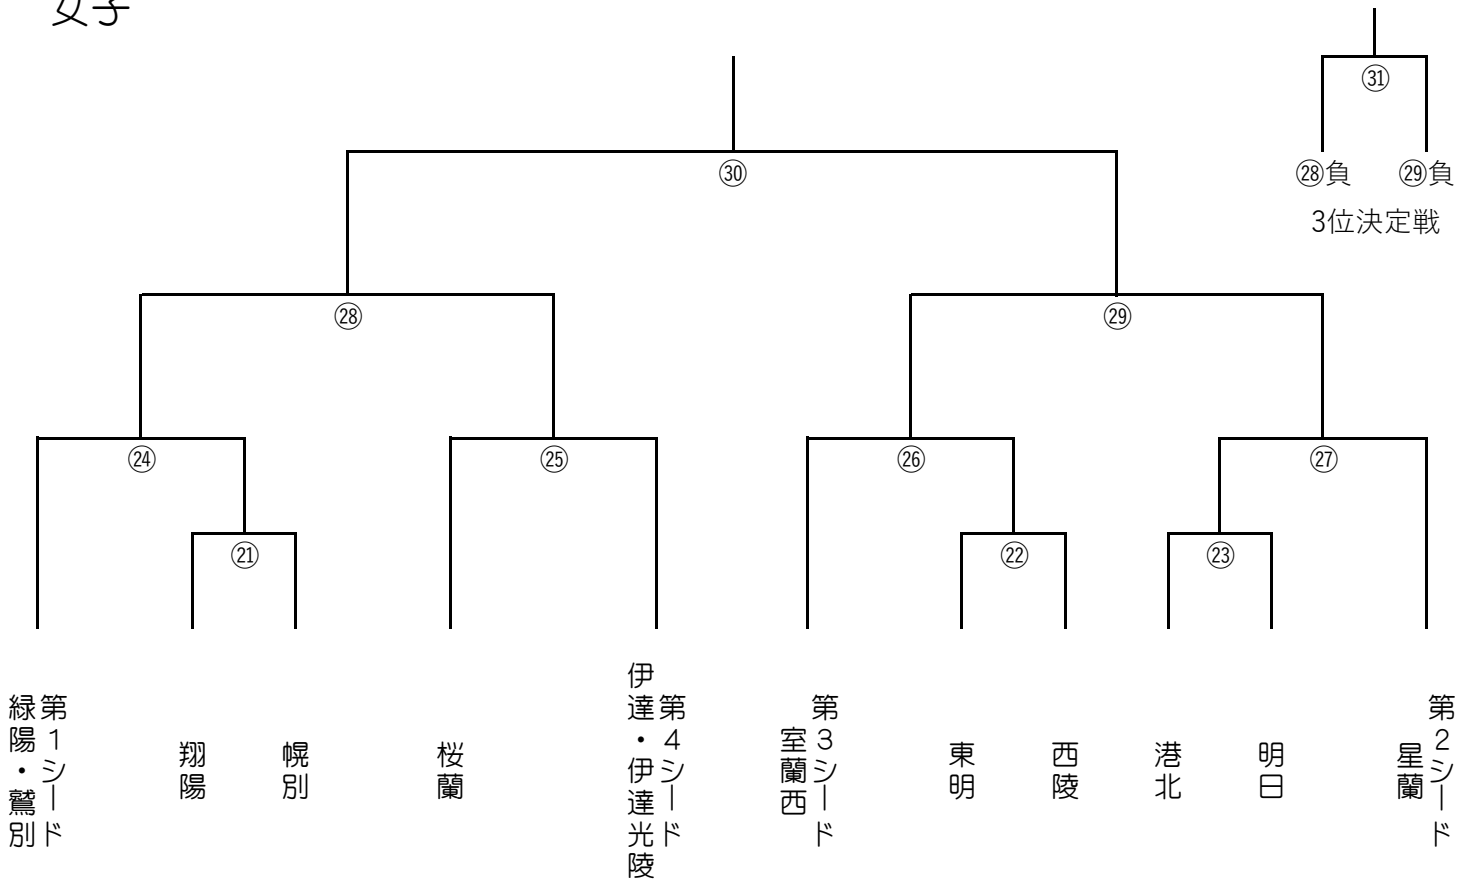 女子
㉛
㉚
㉘負
㉙負
3位決定戦
㉘
㉙
㉔
㉕
㉖
㉗
㉑
㉒
㉓
第1シード
緑陽・鷲別
翔陽
幌別
桜蘭
第4シード
伊達・伊達光陵
第3シード
室蘭西
東明
西陵
港北
明日
第2シード
星蘭